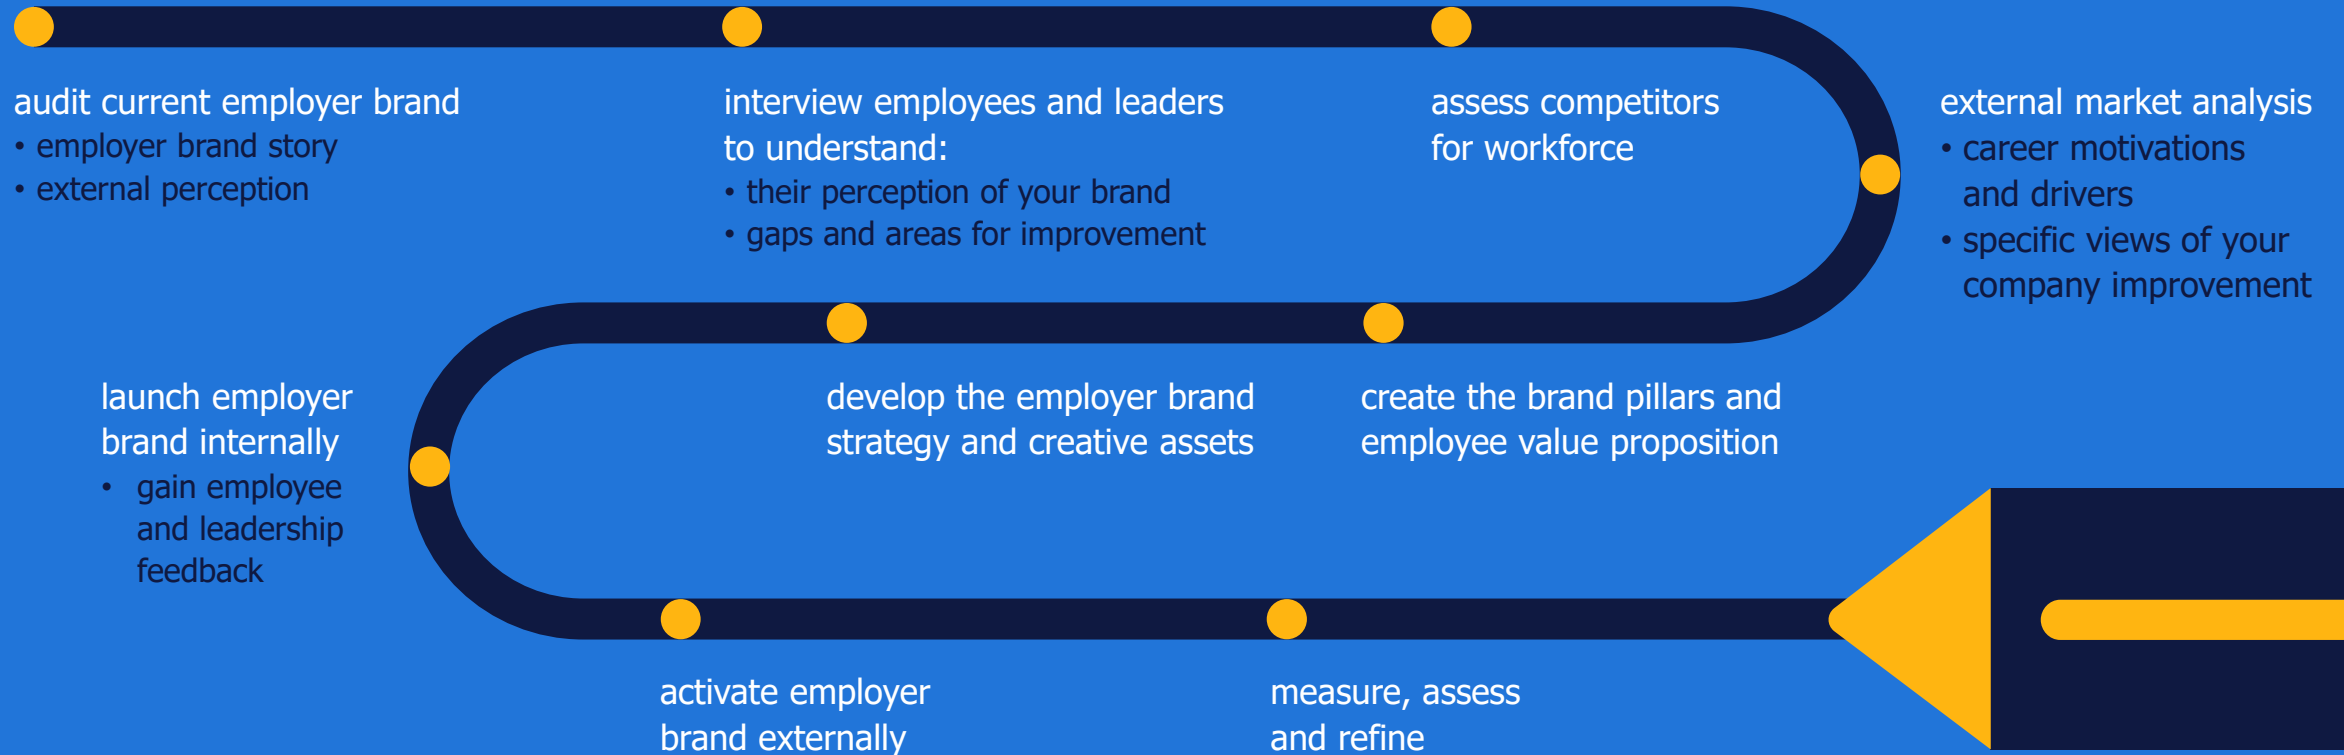 audit current employer brand
• employer brand story
• external perception
interview employees and leaders
to understand:
• their perception of your brand
• gaps and areas for improvement
assess competitors
for workforce
external market analysis
• career motivations
and drivers
• specific views of your
company improvement
create the brand pillars and
employee value proposition
develop the employer brand
strategy and creative assets
launch employer
brand internally
• gain employee
and leadership
feedback
activate employer
brand externally
measure, assess
and refine